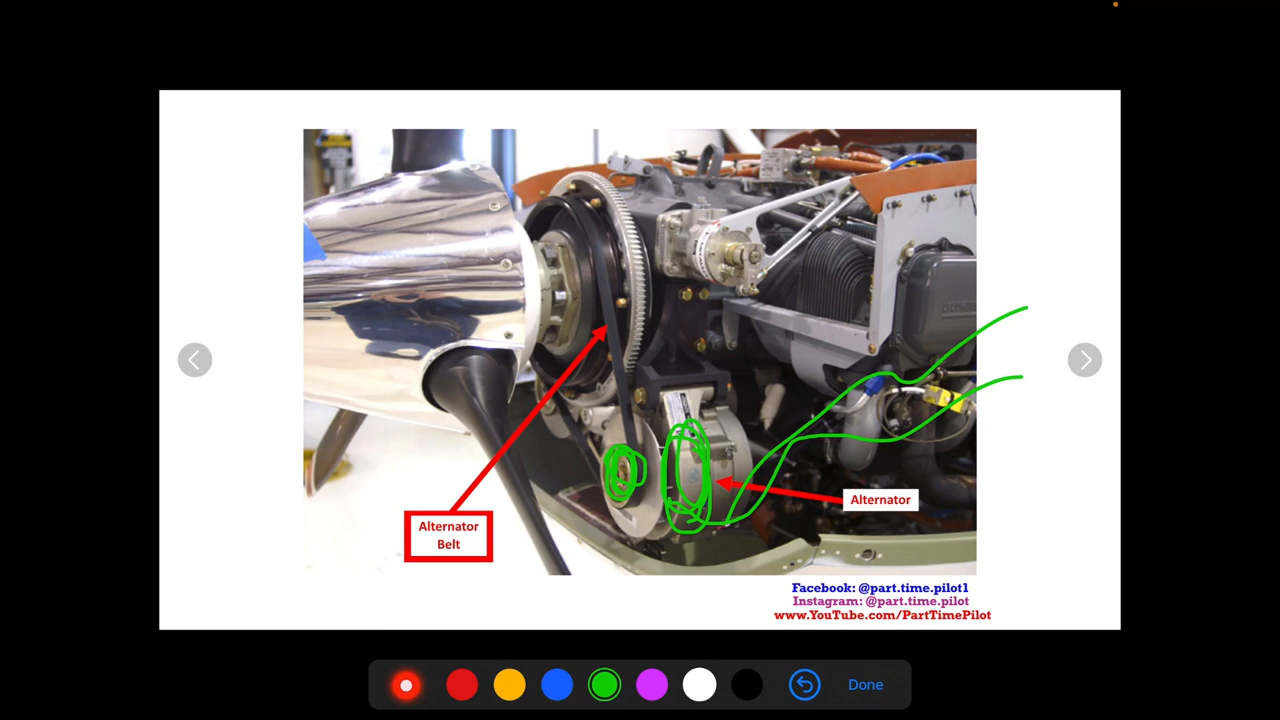 Alternator
Belt
Alternator
Facebook: @part.time.pilot1
Instagram: @part.time.pilot
www.YouTube.com/PartTimePilot
Done